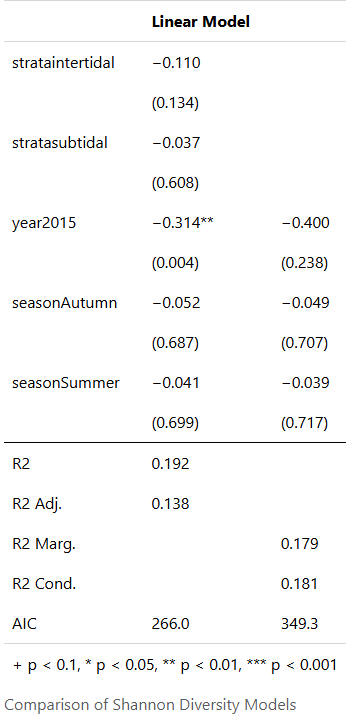 Linear Model
strataintertidal −0.110
(0.134)
stratasubtidal −0.037
(0.608)
year2015 −0.314** −0.400
(0.004) (0.238)
seasonAutumn −0.052 −0.049
(0.687) (0.707)
seasonSummer −0.041 −0.039
(0.699) (0.717)
R2 0.192
R2 Adj. 0.138
R2 Marg. 0.179
R2 Cond. 0.181
AIC 266.0 349.3
+ p < 0.1, * p < 0.05, ** p < 0.01, *** p < 0.001
Comparison of Shannon Diversity Models